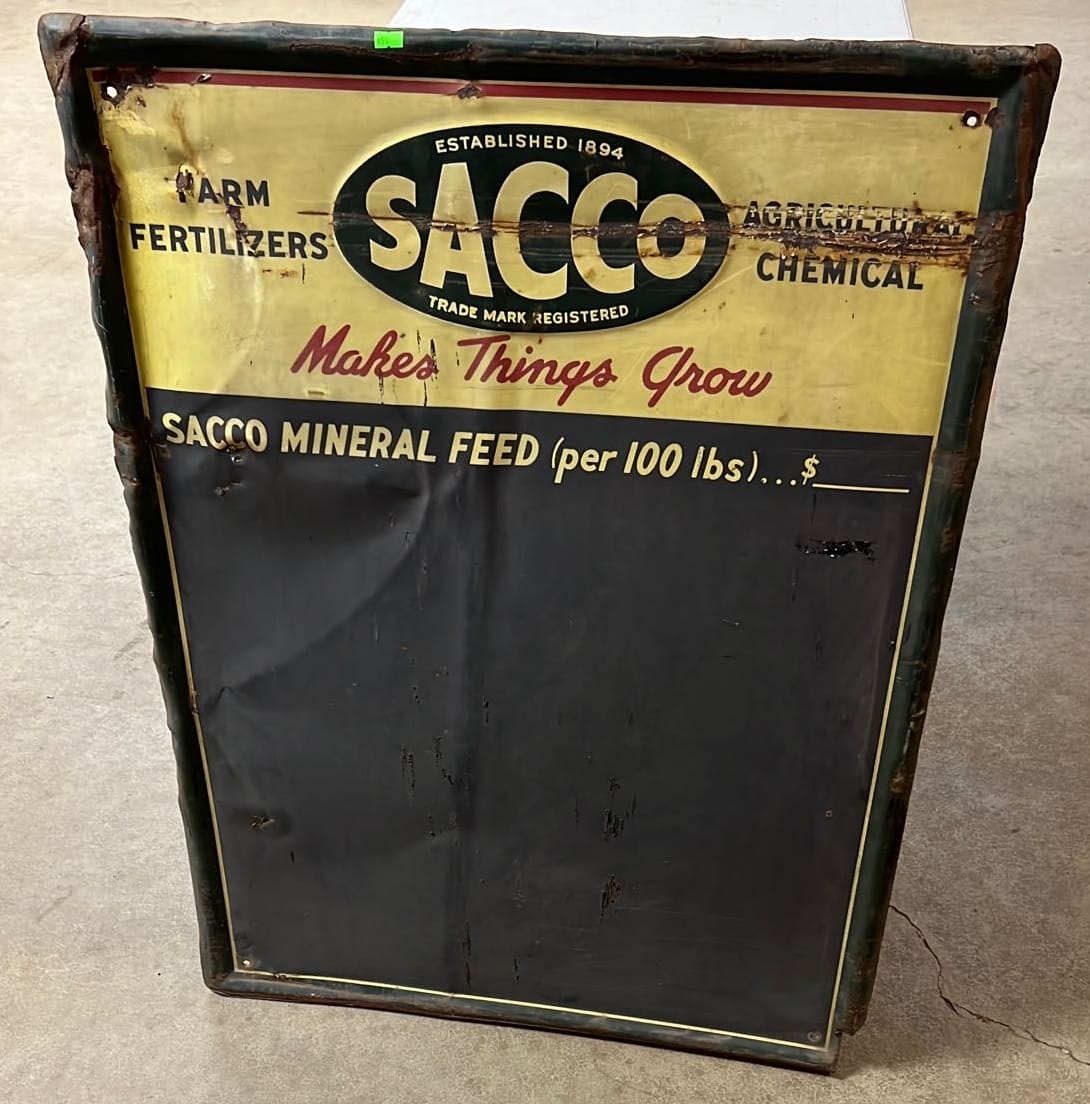 ESTABLISHED 1894
SACCO
TRADE MARK REGISTERED
FARM
FERTILIZERS
AGRICULTURAL
CHEMICAL
Makes Things Grow
SACCO MINERAL FEED (per 100 lbs)...$